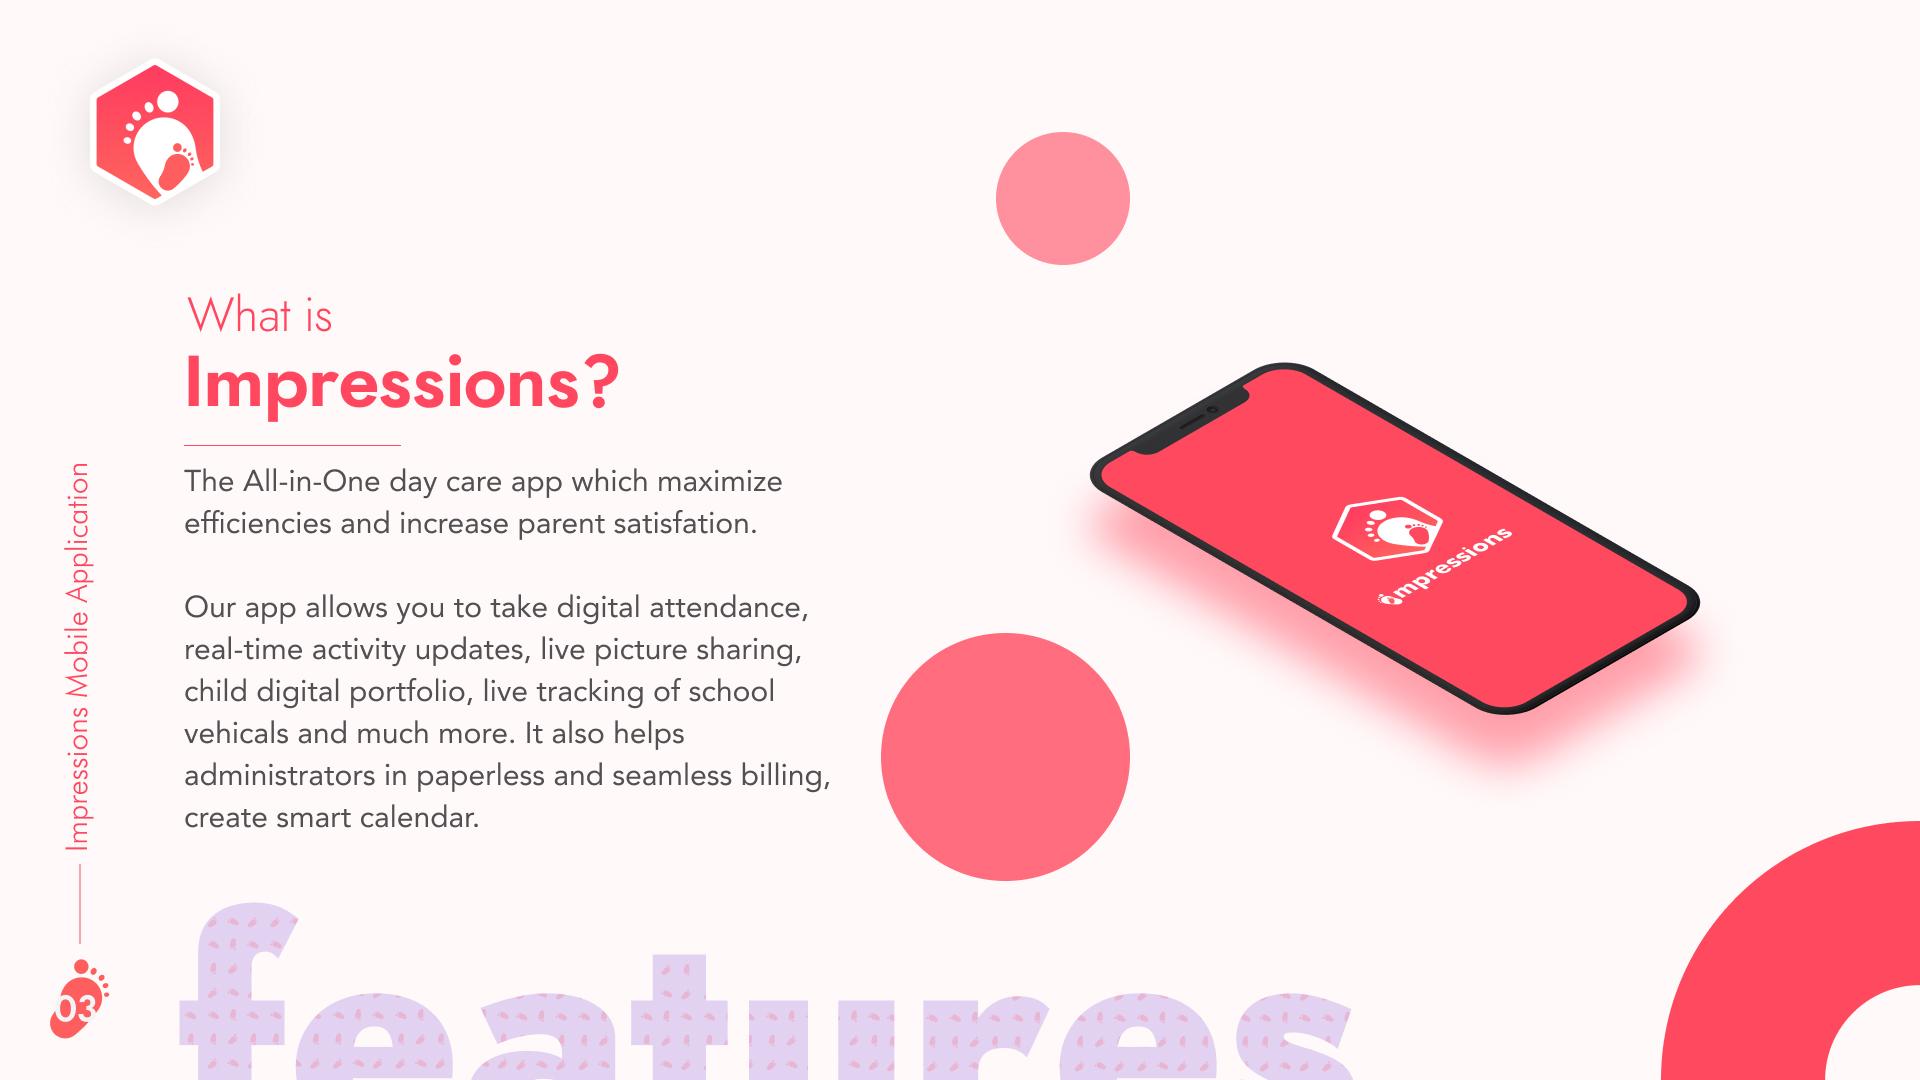 What is
Impressions?
The All-in-One day care app which maximize
efficiencies and increase parent satisfation.
Our app allows you to take digital attendance,
real-time activity updates, live picture sharing,
child digital portfolio, live tracking of school
vehicals and much more. It also helps
administrators in paperless and seamless billing,
create smart calendar.
impressions
Impressions Mobile Application
03
features